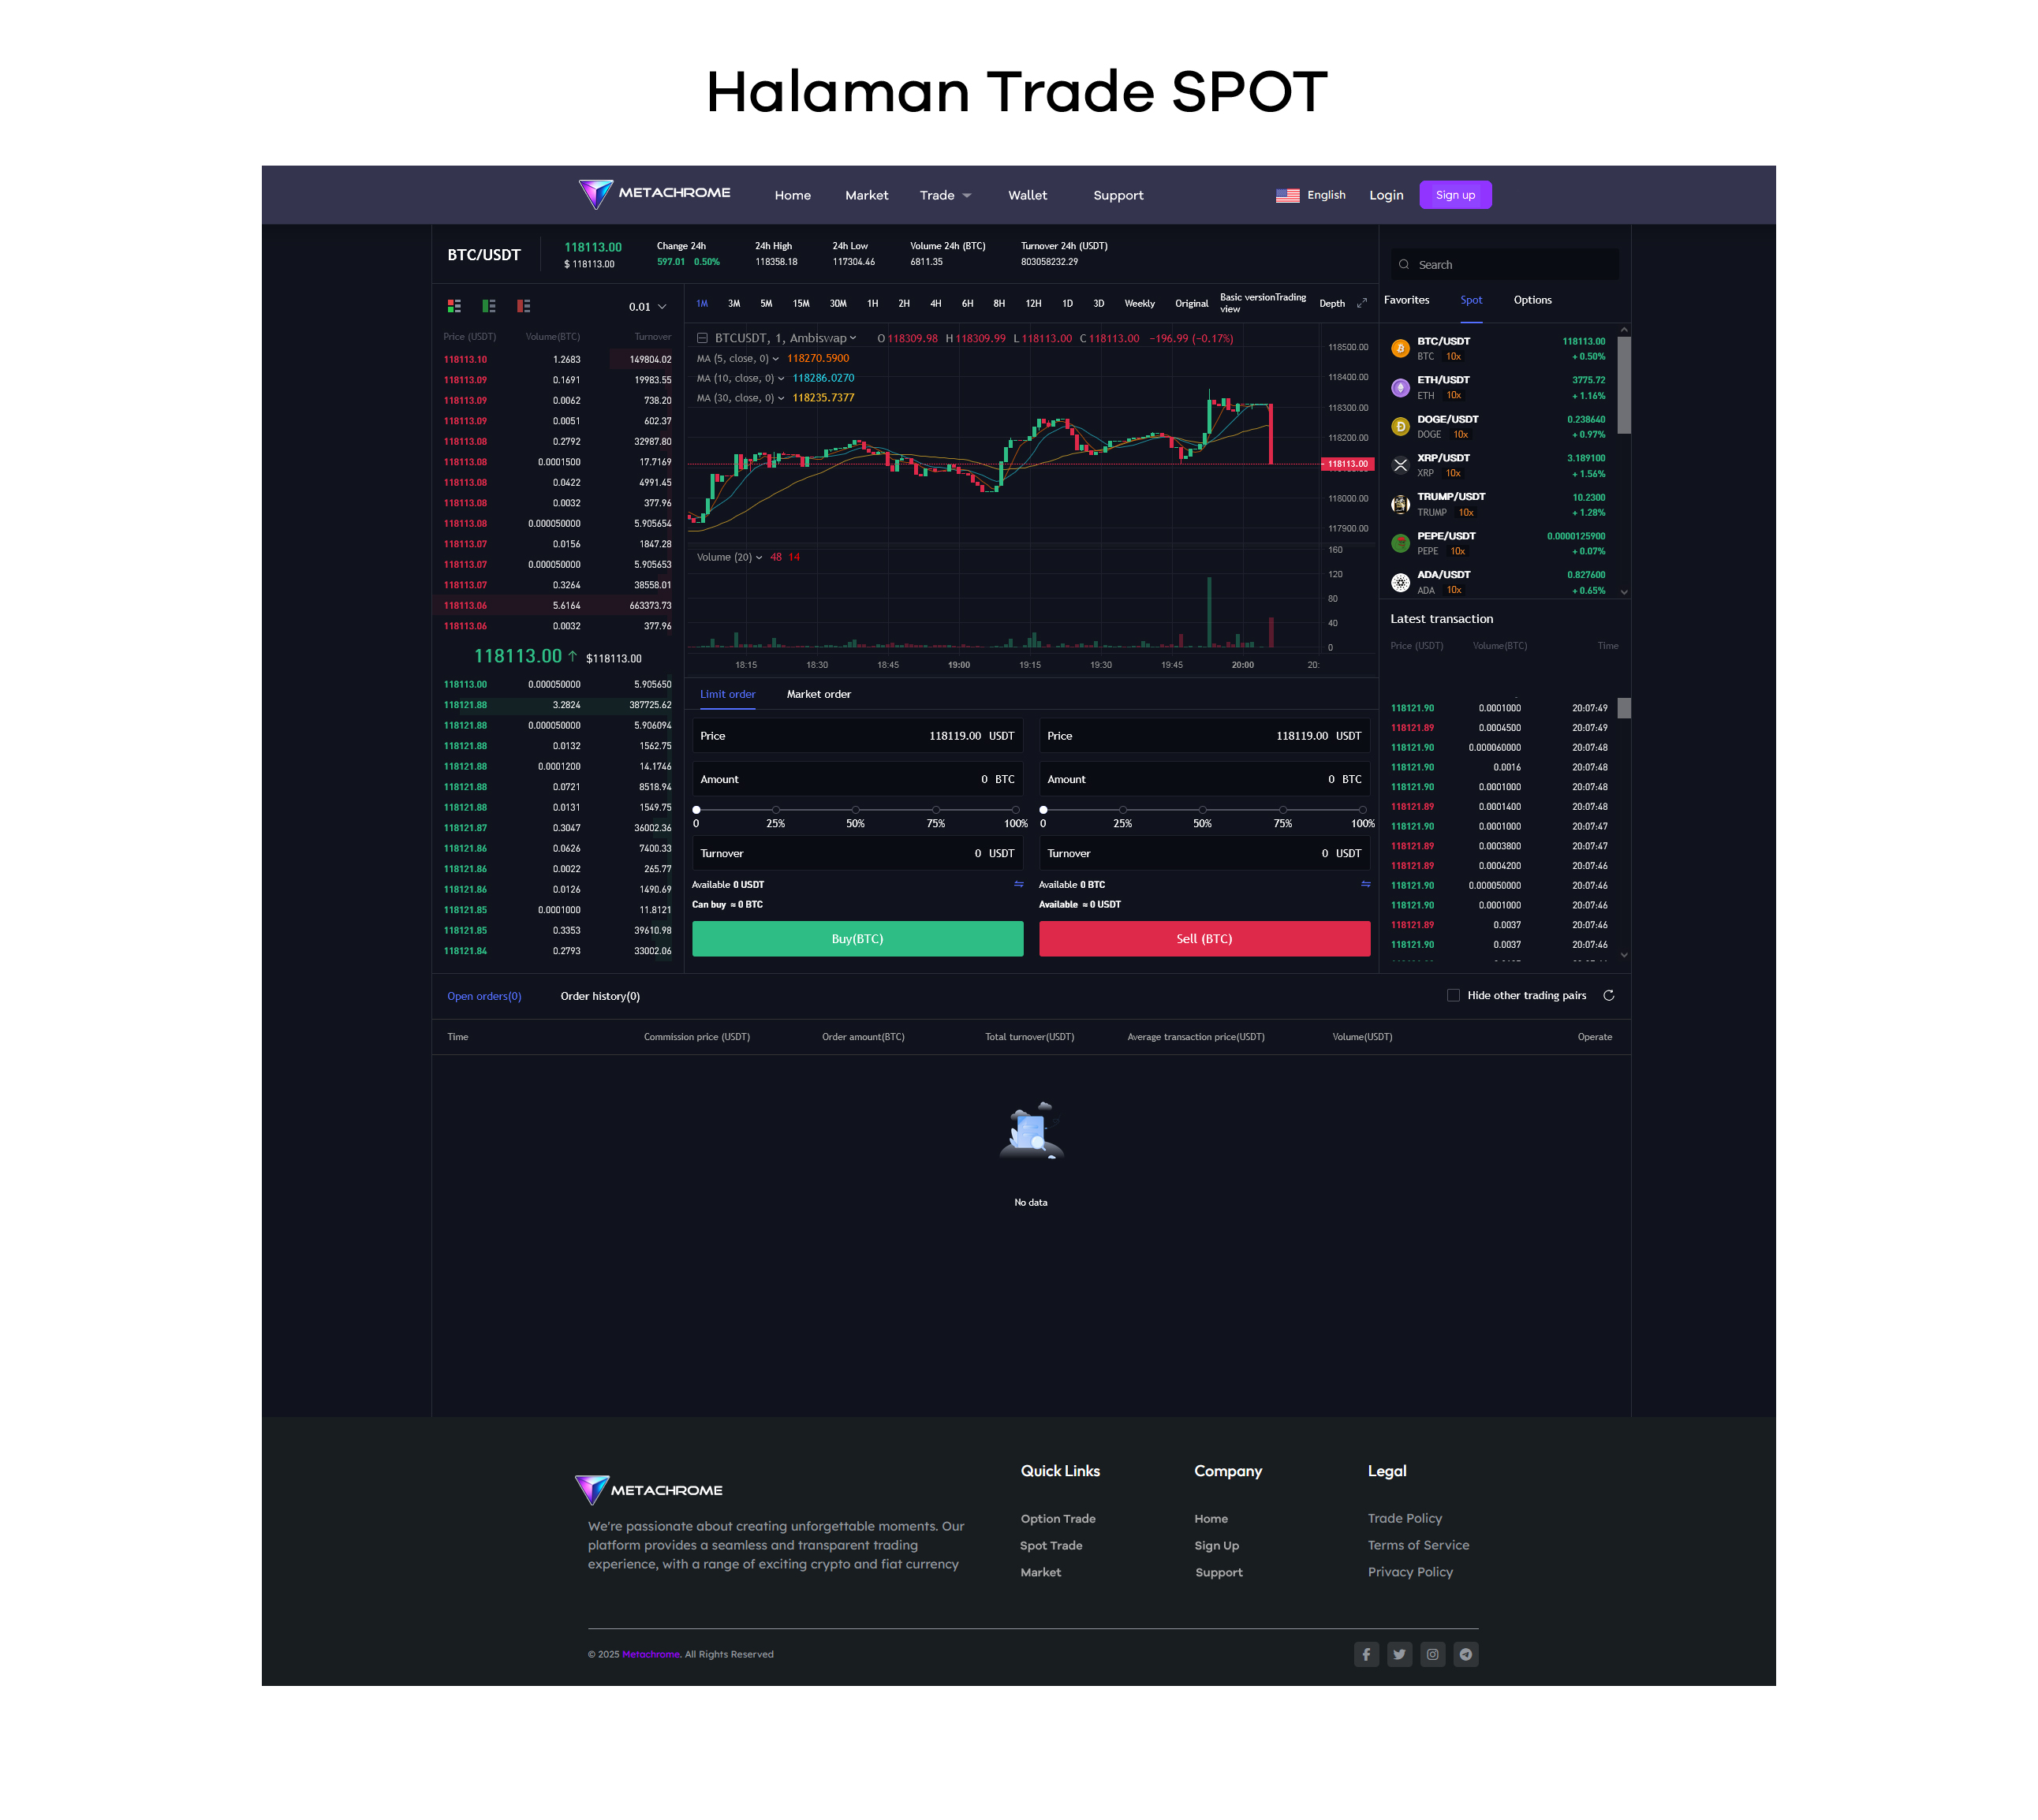 Halaman Trade SPOT
METACHROME Home Market Trade Wallet Support English Login Sign up
BTC/USDT
118113.00
$ 118113.00
Change 24h
597.01 0.50%
24h High
118358.18
24h Low
117304.46
Volume 24h (BTC)
6811.35
Turnover 24h (USDT)
803058232.29
0.01
Price (USDT) Volume(BTC) Turnover
118113.10 1.2683 149804.02
118113.09 0.1691 19983.55
118113.09 0.0062 738.20
118113.09 0.0051 602.37
118113.08 0.2792 32987.80
118113.08 0.0001500 17.7169
118113.08 0.0422 4991.45
118113.08 0.0032 377.96
118113.08 0.000050000 5.905654
118113.07 0.0156 1847.28
118113.07 0.000050000 5.905653
118113.07 0.3264 38558.01
118113.06 5.6164 663373.73
118113.06 0.0032 377.96
118113.00 ↑ $118113.00
118113.00 0.000050000 5.905650
118121.88 3.2824 387725.62
118121.88 0.000050000 5.906094
118121.88 0.0132 1562.75
118121.88 0.0001200 14.1746
118121.88 0.0721 8518.94
118121.88 0.0131 1549.75
118121.87 0.3047 36002.36
118121.86 0.0626 7400.33
118121.86 0.0022 265.77
118121.86 0.0126 1490.69
118121.85 0.0001000 11.8121
118121.85 0.3353 39610.98
118121.84 0.2793 33002.06
1M 3M 5M 15M 30M 1H 2H 4H 6H 8H 12H 1D 3D Weekly Original Basic versionTrading view Depth
BTCUSDT, 1, Ambiswap O 118309.98 H 118309.99 L 118113.00 C 118113.00 −196.99 (−0.17%)
MA (5, close, 0) 118270.5900
MA (10, close, 0) 118286.0270
MA (30, close, 0) 118235.7377
118500.00
118400.00
118300.00
118200.00
118113.00
118000.00
117900.00
Volume (20) 48 14
160
120
80
40
0
18:15 18:30 18:45 19:00 19:15 19:30 19:45 20:00 20:
Limit order Market order
Price 118119.00 USDT
Amount 0 BTC
0 25% 50% 75% 100%
Turnover 0 USDT
Available 0 USDT
Can buy ≈ 0 BTC
Buy(BTC)
Price 118119.00 USDT
Amount 0 BTC
0 25% 50% 75% 100%
Turnover 0 USDT
Available 0 BTC
Available ≈ 0 USDT
Sell (BTC)
Search
Favorites Spot Options
BTC/USDT 118113.00
BTC 10x + 0.50%
ETH/USDT 3775.72
ETH 10x + 1.16%
DOGE/USDT 0.238640
DOGE 10x + 0.97%
XRP/USDT 3.189100
XRP 10x + 1.56%
TRUMP/USDT 10.2300
TRUMP 10x + 1.28%
PEPE/USDT 0.0000125900
PEPE 10x + 0.07%
ADA/USDT 0.827600
ADA 10x + 0.65%
Latest transaction
Price (USDT) Volume(BTC) Time
118121.90 0.0001000 20:07:49
118121.89 0.0004500 20:07:49
118121.90 0.000060000 20:07:48
118121.90 0.0016 20:07:48
118121.90 0.0001000 20:07:48
118121.89 0.0001400 20:07:48
118121.90 0.0001000 20:07:47
118121.89 0.0003800 20:07:47
118121.89 0.0004200 20:07:46
118121.90 0.000050000 20:07:46
118121.90 0.0001000 20:07:46
118121.89 0.0037 20:07:46
118121.90 0.0037 20:07:46
Open orders(0) Order history(0) Hide other trading pairs
Time Commission price (USDT) Order amount(BTC) Total turnover(USDT) Average transaction price(USDT) Volume(USDT) Operate
No data
METACHROME
We're passionate about creating unforgettable moments. Our
platform provides a seamless and transparent trading
experience, with a range of exciting crypto and fiat currency
Quick Links
Option Trade
Spot Trade
Market
Company
Home
Sign Up
Support
Legal
Trade Policy
Terms of Service
Privacy Policy
© 2025 Metachrome. All Rights Reserved